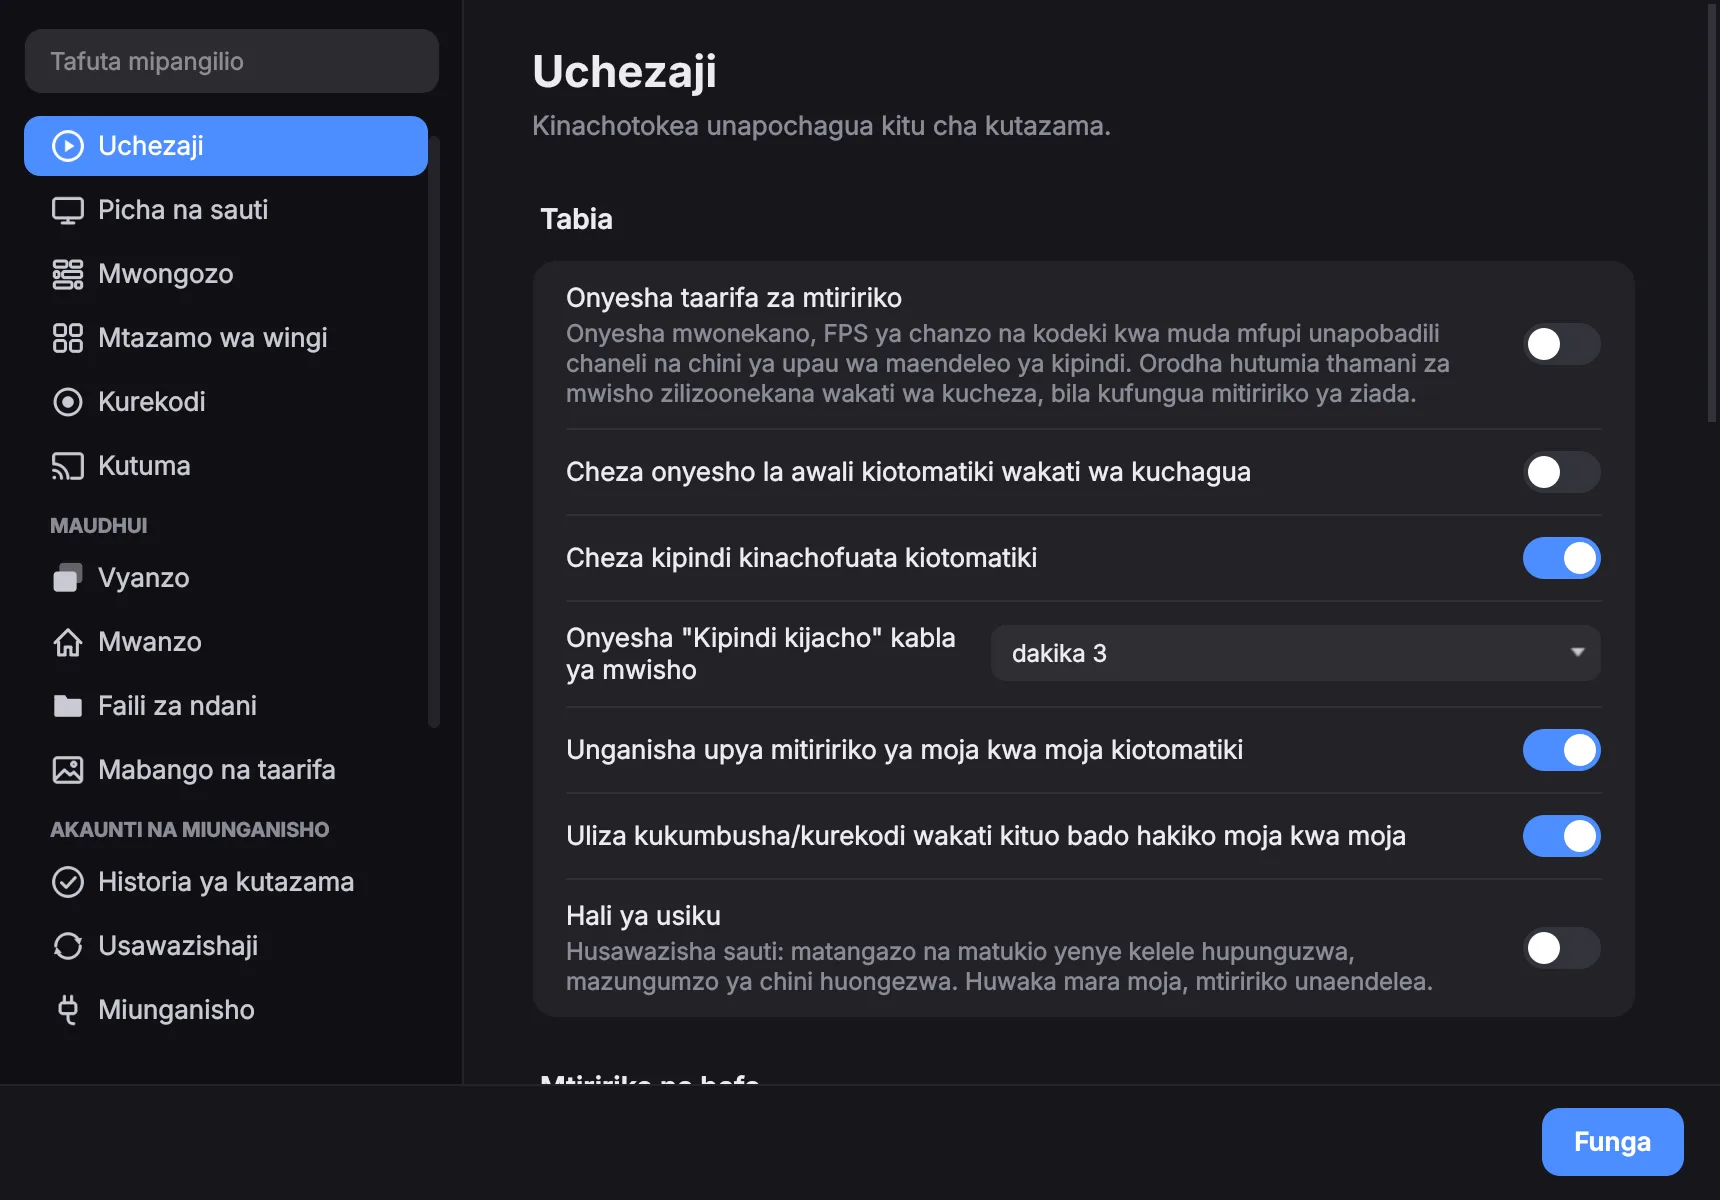 Tafuta mipangilio
Uchezaji
Picha na sauti
Mwongozo
Mtazamo wa wingi
Kurekodi
Kutuma
MAUDHUI
Vyanzo
Mwanzo
Faili za ndani
Mabango na taarifa
AKAUNTI NA MIUNGANISHO
Historia ya kutazama
Usawazishaji
Miunganisho
Uchezaji
Kinachotokea unapochagua kitu cha kutazama.
Tabia
Onyesha taarifa za mtiririko
Onyesha mwonekano, FPS ya chanzo na kodeki kwa muda mfupi unapobadili
chaneli na chini ya upau wa maendeleo ya kipindi. Orodha hutumia thamani za
mwisho zilizoonekana wakati wa kucheza, bila kufungua mitiririko ya ziada.
Cheza onyesho la awali kiotomatiki wakati wa kuchagua
Cheza kipindi kinachofuata kiotomatiki
Onyesha "Kipindi kijacho" kabla
ya mwisho
dakika 3
Unganisha upya mitiririko ya moja kwa moja kiotomatiki
Uliza kukumbusha/kurekodi wakati kituo bado hakiko moja kwa moja
Hali ya usiku
Husawazisha sauti: matangazo na matukio yenye kelele hupunguzwa,
mazungumzo ya chini huongezwa. Huwaka mara moja, mtiririko unaendelea.
Funga